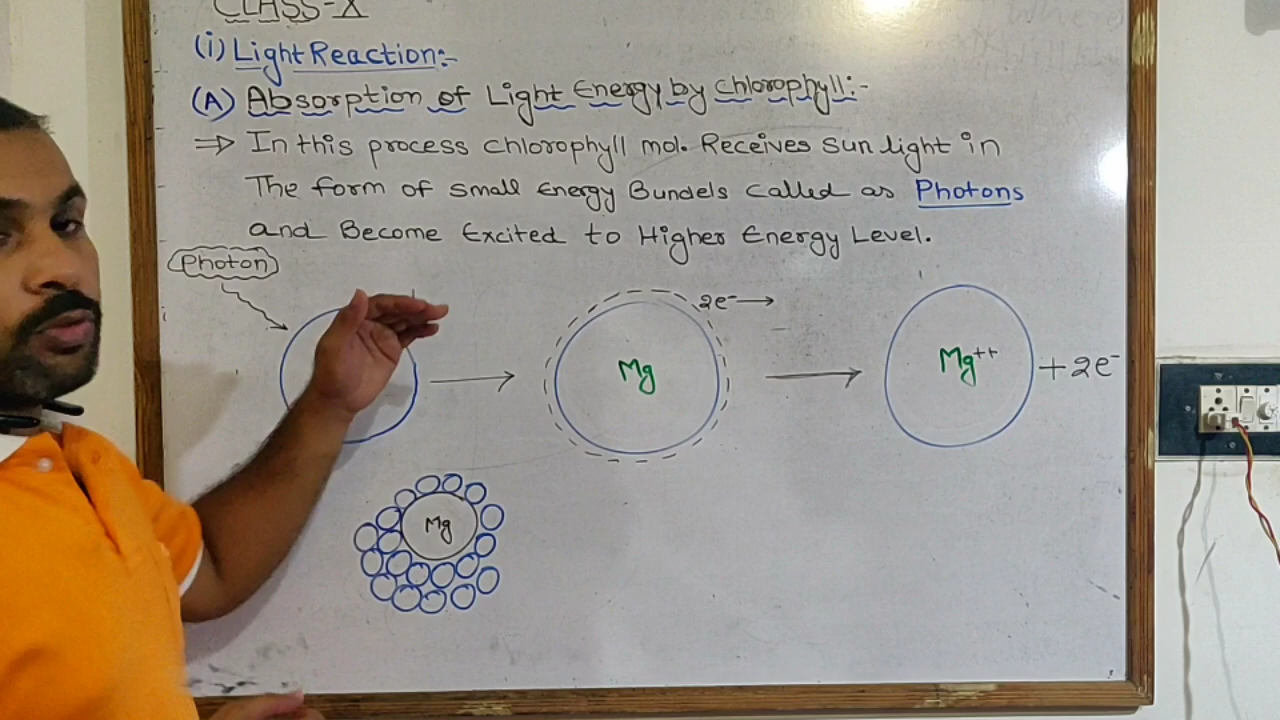 CLASS-X
(i) Light Reaction:-
(A) Absorption of Light Energy by Chlorophyll:-
⇒ In this process chlorophyll mol. Receives sun light in
The form of small Energy Bundels called as Photons
and Become Excited to Higher Energy Level.
Photon
2e⁻→
Mg
Mg⁺⁺ + 2e⁻
Mg